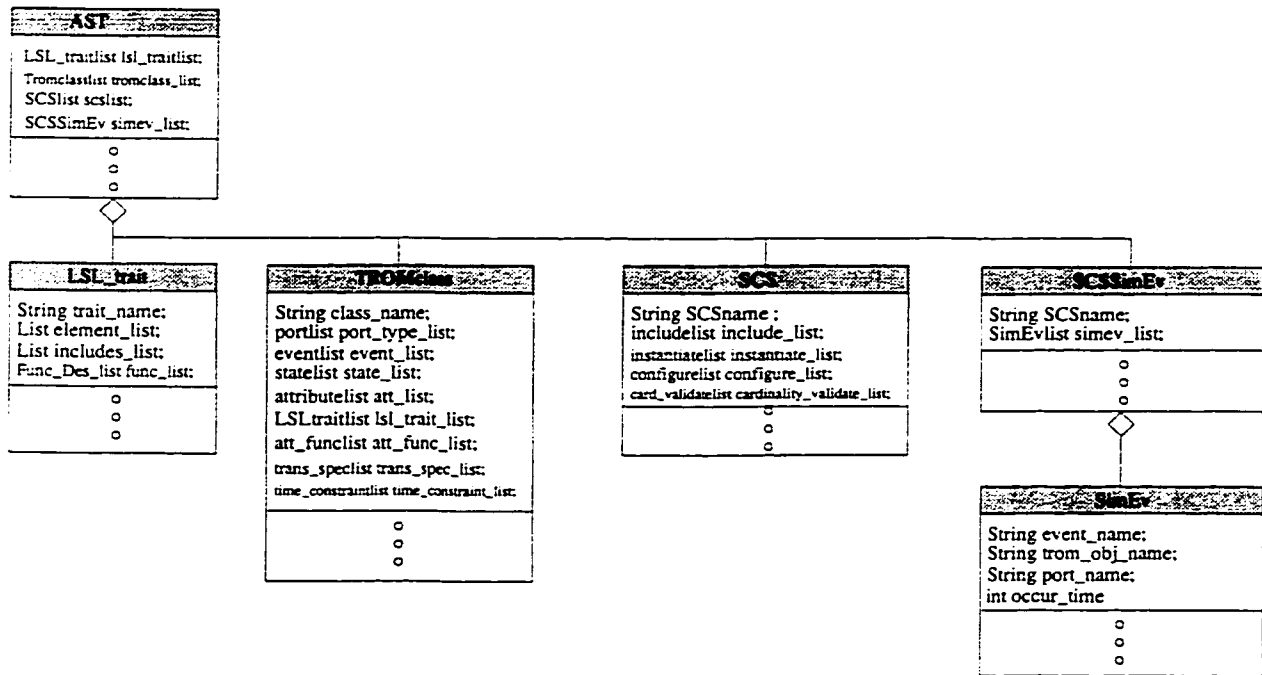 AST
LSL_traitlist lsl_traitlist;
Tromclasslist tromclass_list;
SCSlist scslist;
SCSSimEv simev_list;
LSL_trait
String trait_name;
List element_list;
List includes_list;
Func_Des_list func_list;
TROMclass
String class_name;
portlist port_type_list;
eventlist event_list;
statelist state_list;
attributelist att_list;
LSLtraitlist lsl_trait_list;
att_funclist att_func_list;
trans_speclist trans_spec_list;
time_constraintlist time_constraint_list;
SCS
String SCSname ;
includelist include_list;
instantiatelist instantiate_list;
configurelist configure_list;
card_validatelist cardinality_validate_list;
SCSSimEv
String SCSname;
SimEvlist simev_list;
SimEv
String event_name;
String trom_obj_name;
String port_name;
int occur_time